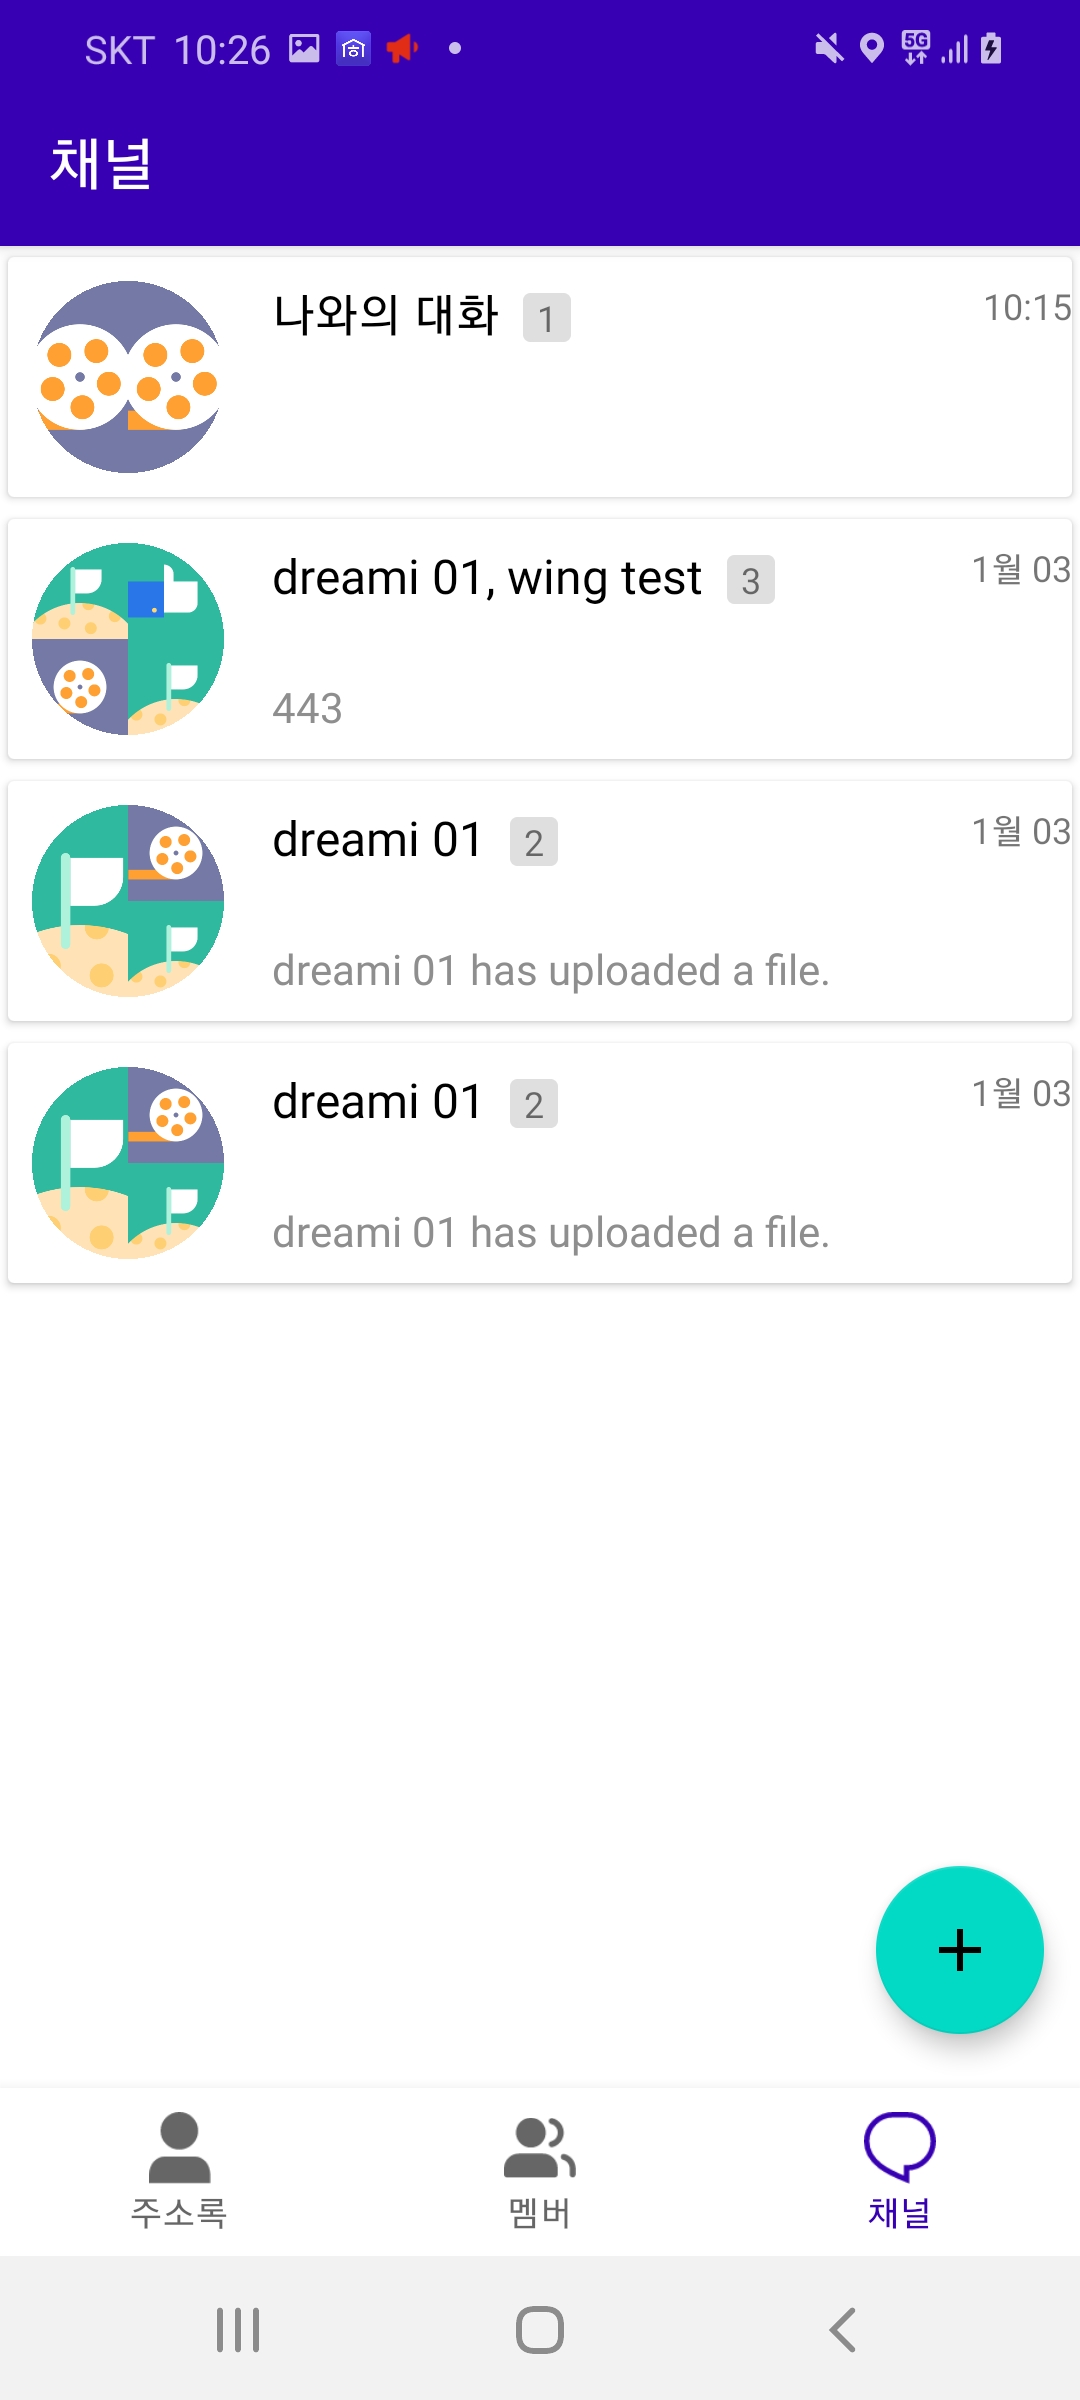 SKT 10:26
5G
채널
나와의 대화 1 10:15
dreami 01, wing test 3 1월 03
443
dreami 01 2 1월 03
dreami 01 has uploaded a file.
dreami 01 2 1월 03
dreami 01 has uploaded a file.
주소록 멤버 채널